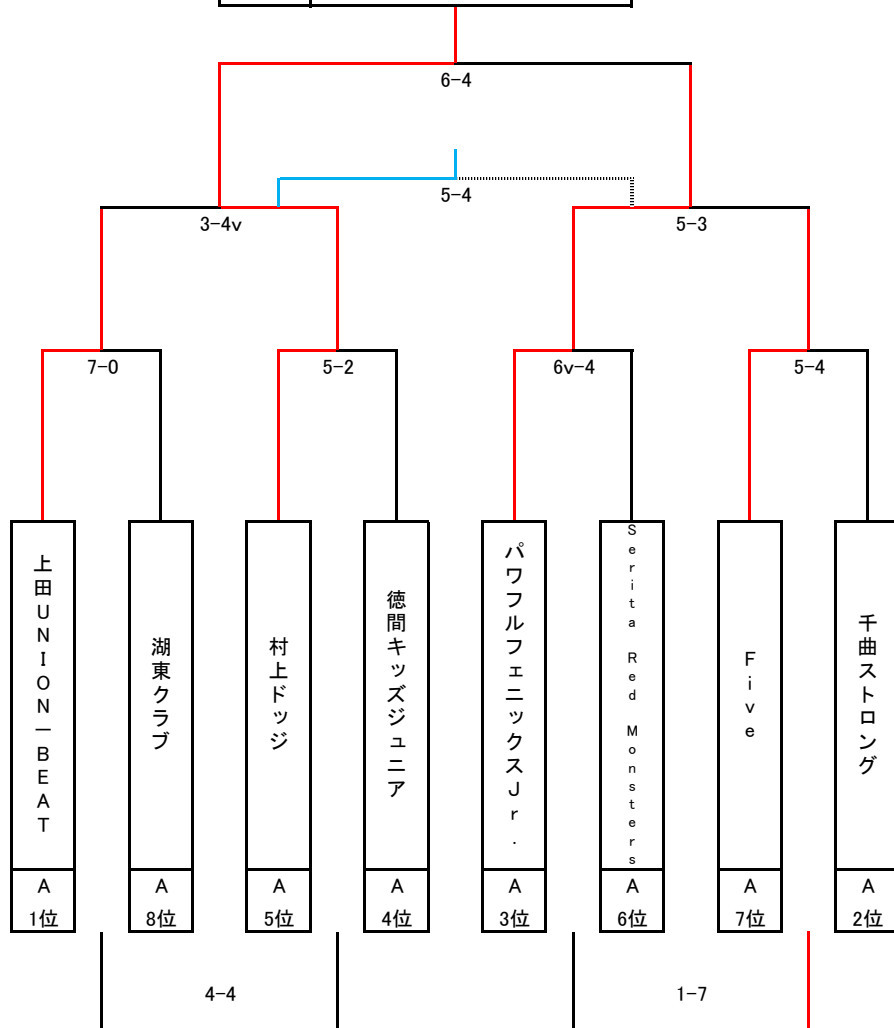 6-4
5-4
3-4v
5-3
7-0
5-2
6v-4
5-4
上田UNION－BEAT
湖東クラブ
村上ドッジ
徳間キッズジュニア
パワフルフェニックスJr.
Serita Red Monsters
Five
千曲ストロング
A
A
A
A
A
A
A
A
1位
8位
5位
4位
3位
6位
7位
2位
4-4
1-7